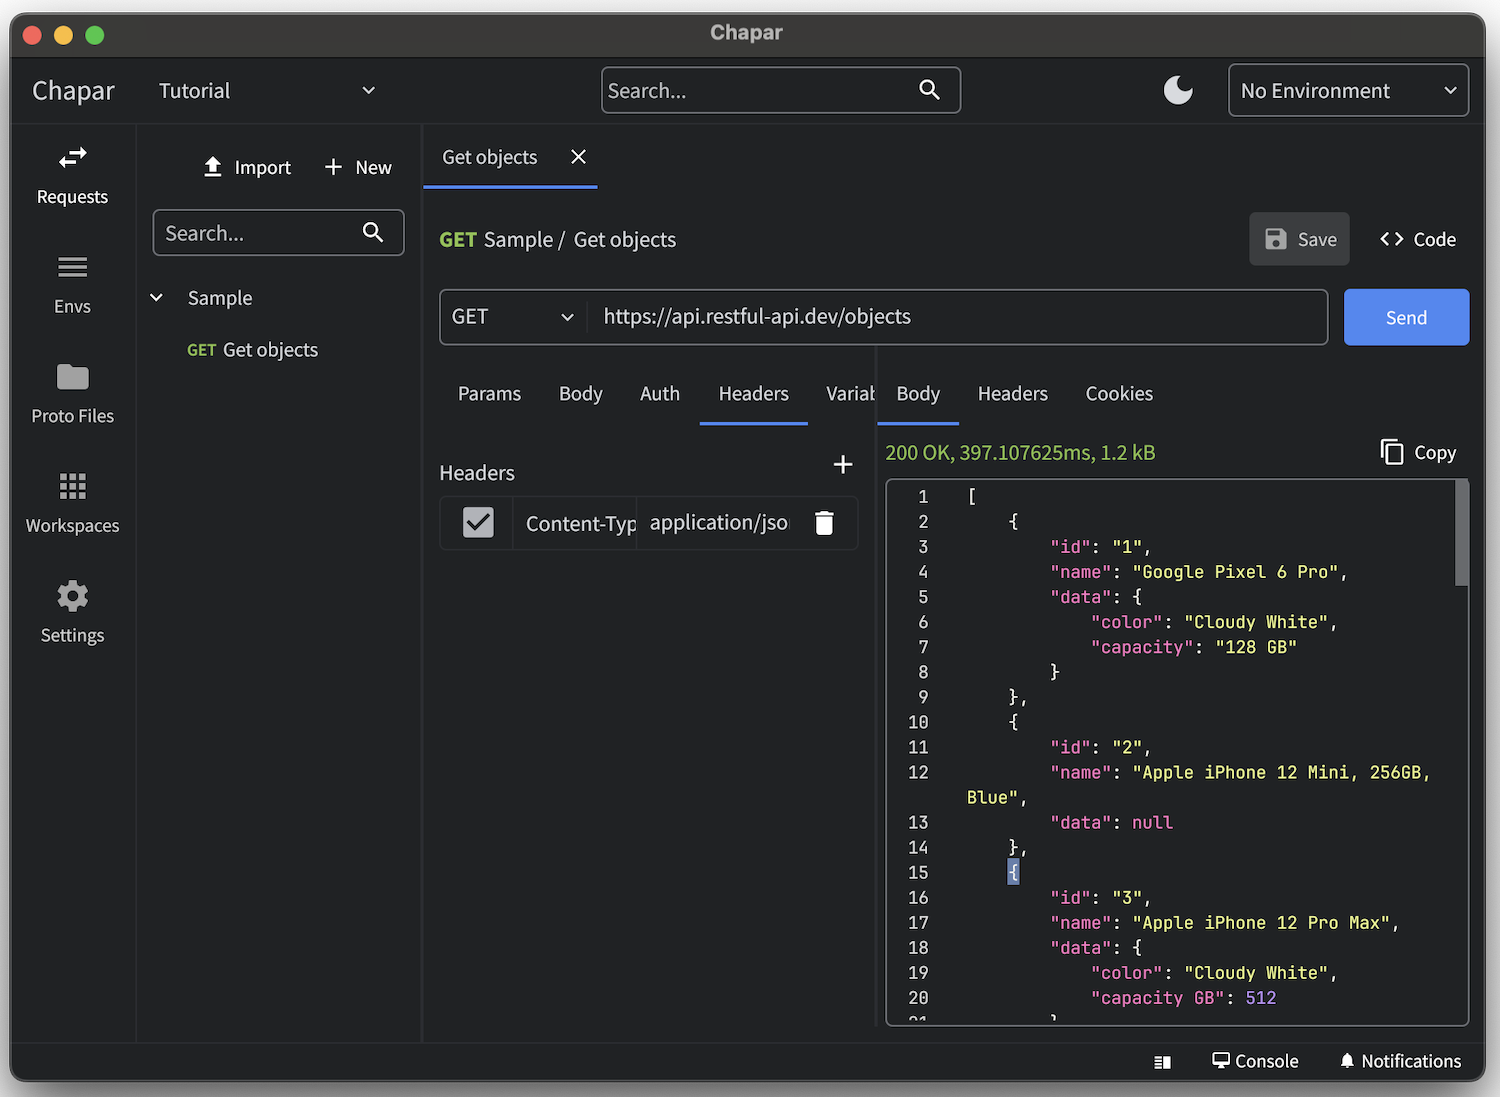 Chapar
Chapar
Tutorial
Search...
No Environment
Requests
Envs
Proto Files
Workspaces
Settings
Import
New
Search...
Sample
GET Get objects
Get objects
GET Sample / Get objects
Save
Code
GET
https://api.restful-api.dev/objects
Send
Params
Body
Auth
Headers
Variab
Headers
Content-Typ
application/jso
Body
Headers
Cookies
200 OK, 397.107625ms, 1.2 kB
Copy
1 [
2 {
3 "id": "1",
4 "name": "Google Pixel 6 Pro",
5 "data": {
6 "color": "Cloudy White",
7 "capacity": "128 GB"
8 }
9 },
10 {
11 "id": "2",
12 "name": "Apple iPhone 12 Mini, 256GB,
Blue",
13 "data": null
14 },
15 {
16 "id": "3",
17 "name": "Apple iPhone 12 Pro Max",
18 "data": {
19 "color": "Cloudy White",
20 "capacity GB": 512
21 }
Console
Notifications